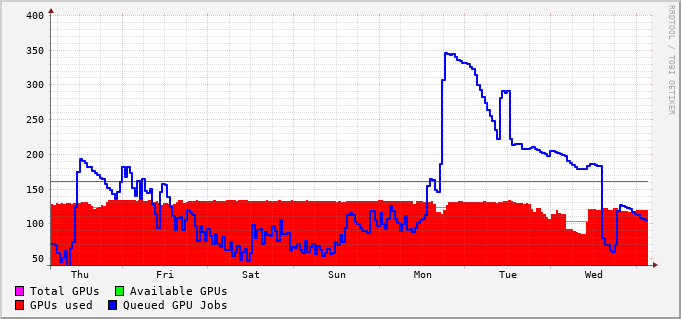 400
350
300
250
200
150
100
50
Thu Fri Sat Sun Mon Tue Wed
RRDTOOL / TOBI OETIKER
Total GPUs Available GPUs
GPUs used Queued GPU Jobs